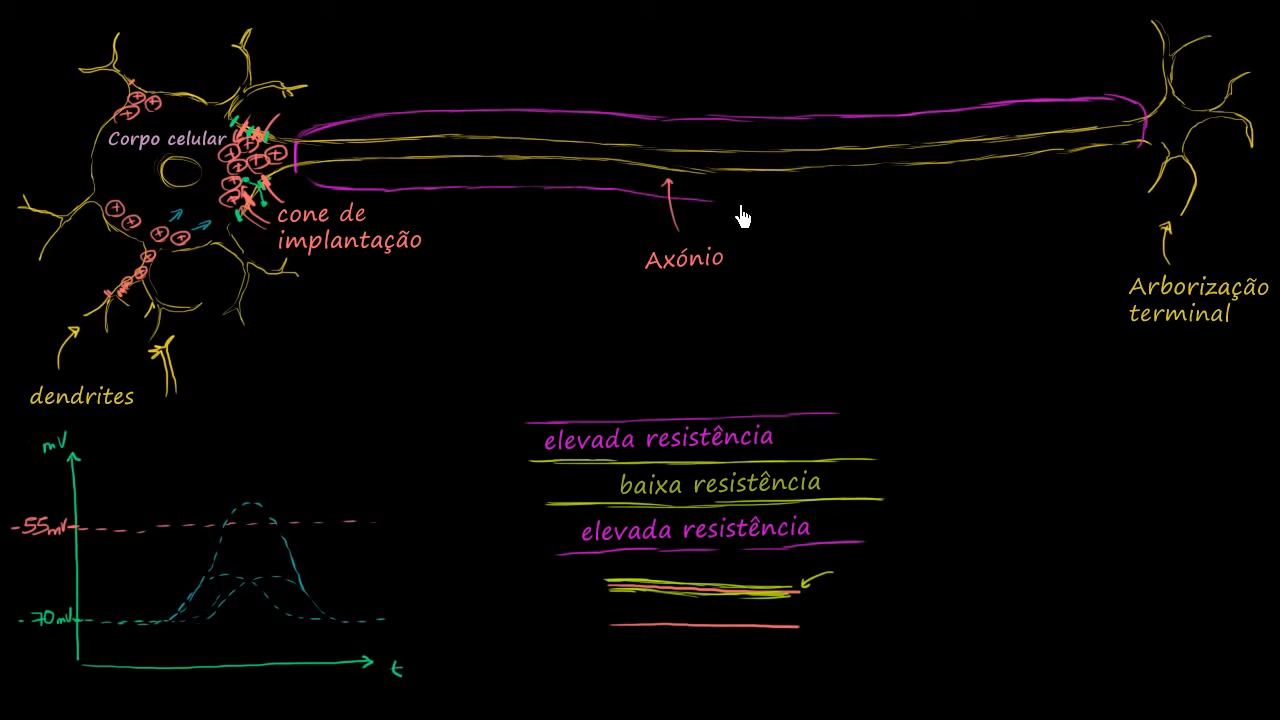 Corpo celular
cone de
implantação
Axónio
Arborização
terminal
dendrites
mV
-55mV
-70mV
t
elevada resistência
baixa resistência
elevada resistência